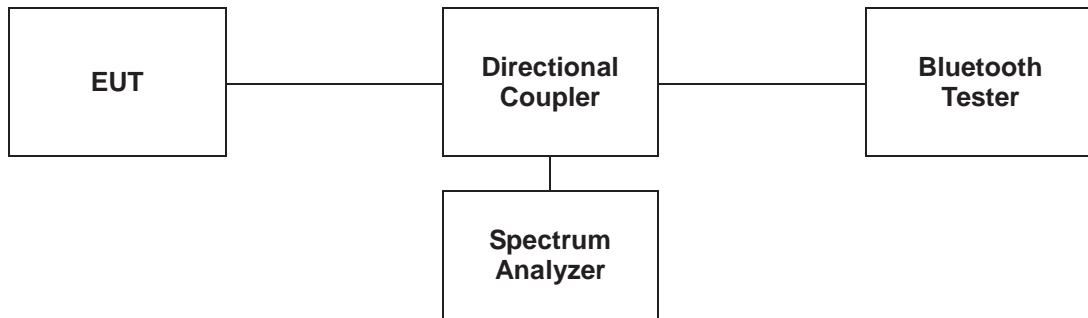 EUT
Directional
Coupler
Bluetooth
Tester
Spectrum
Analyzer